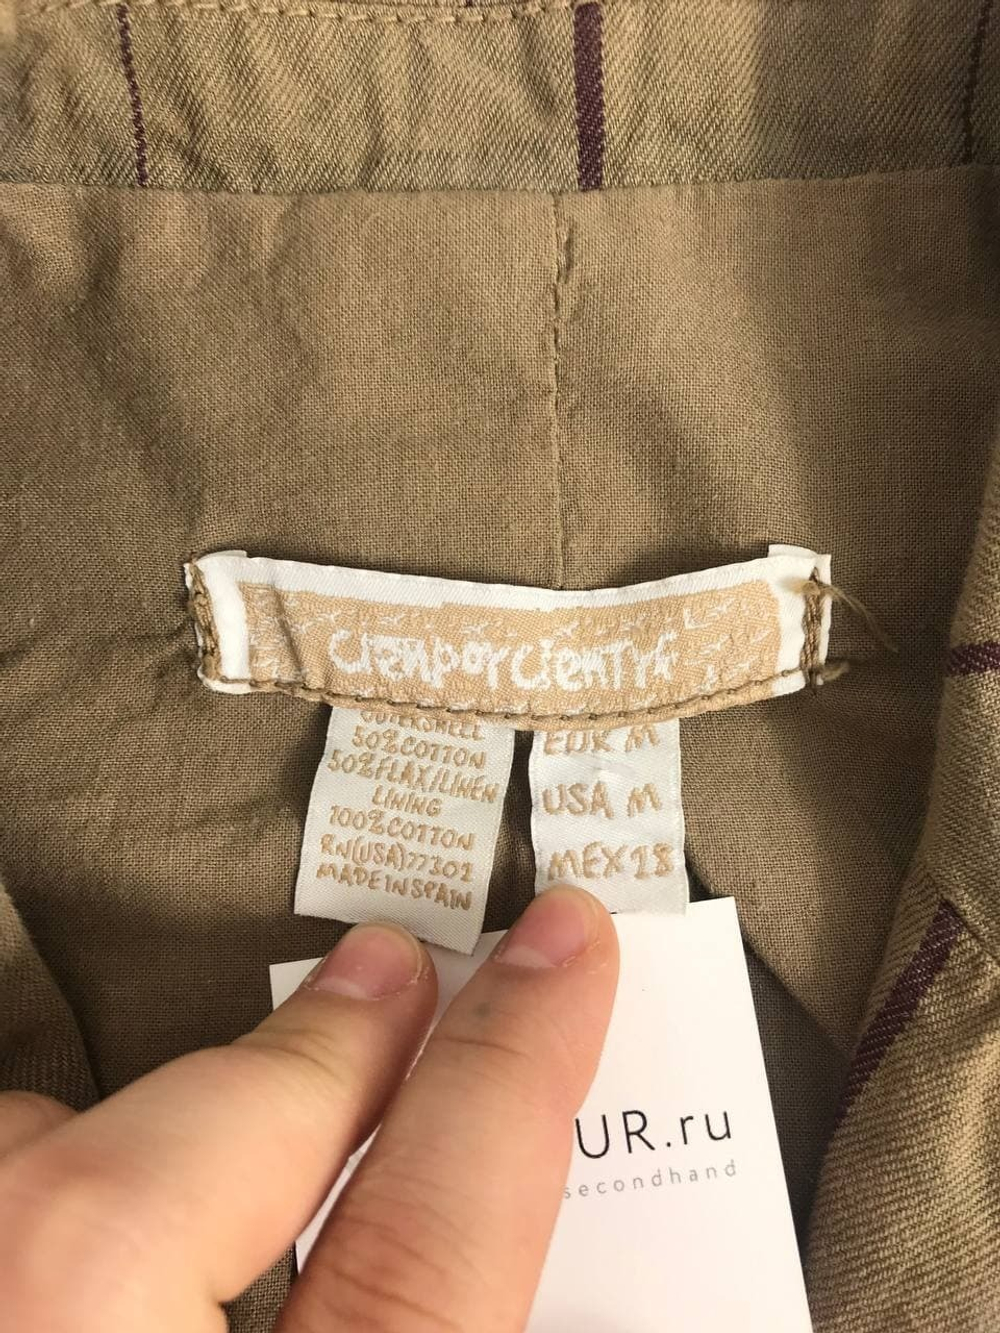 cienporcienTrf
OUTERSHELL
50%COTTON
50%FLAX/LINEN
LINING
100%COTTON
RN(USA)77302
MADE IN SPAIN
EUR M
USA M
MEX 28
UR.ru
secondhand